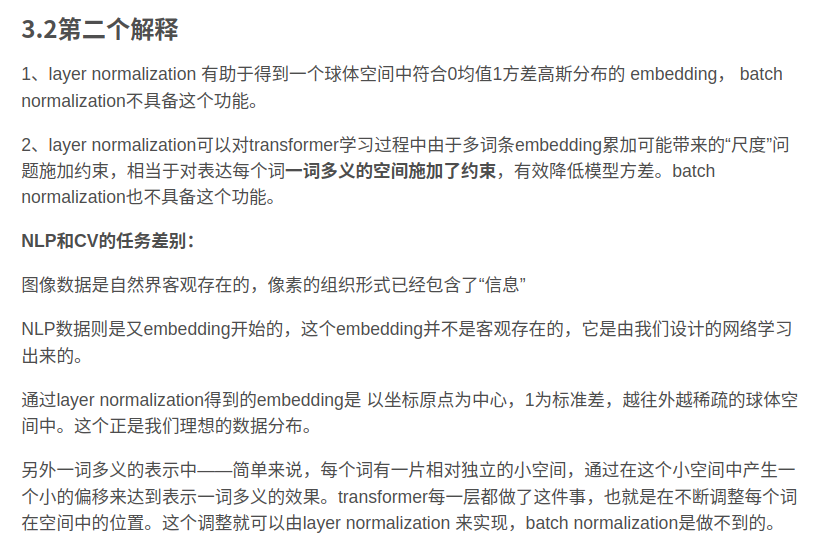 3.2第二个解释
1、layer normalization 有助于得到一个球体空间中符合0均值1方差高斯分布的 embedding， batch
normalization不具备这个功能。
2、layer normalization可以对transformer学习过程中由于多词条embedding累加可能带来的“尺度”问
题施加约束，相当于对表达每个词一词多义的空间施加了约束，有效降低模型方差。batch
normalization也不具备这个功能。
NLP和CV的任务差别：
图像数据是自然界客观存在的，像素的组织形式已经包含了“信息”
NLP数据则是又embedding开始的，这个embedding并不是客观存在的，它是由我们设计的网络学习
出来的。
通过layer normalization得到的embedding是 以坐标原点为中心，1为标准差，越往外越稀疏的球体空
间中。这个正是我们理想的数据分布。
另外一词多义的表示中——简单来说，每个词有一片相对独立的小空间，通过在这个小空间中产生一
个小的偏移来达到表示一词多义的效果。transformer每一层都做了这件事，也就是在不断调整每个词
在空间中的位置。这个调整就可以由layer normalization 来实现，batch normalization是做不到的。